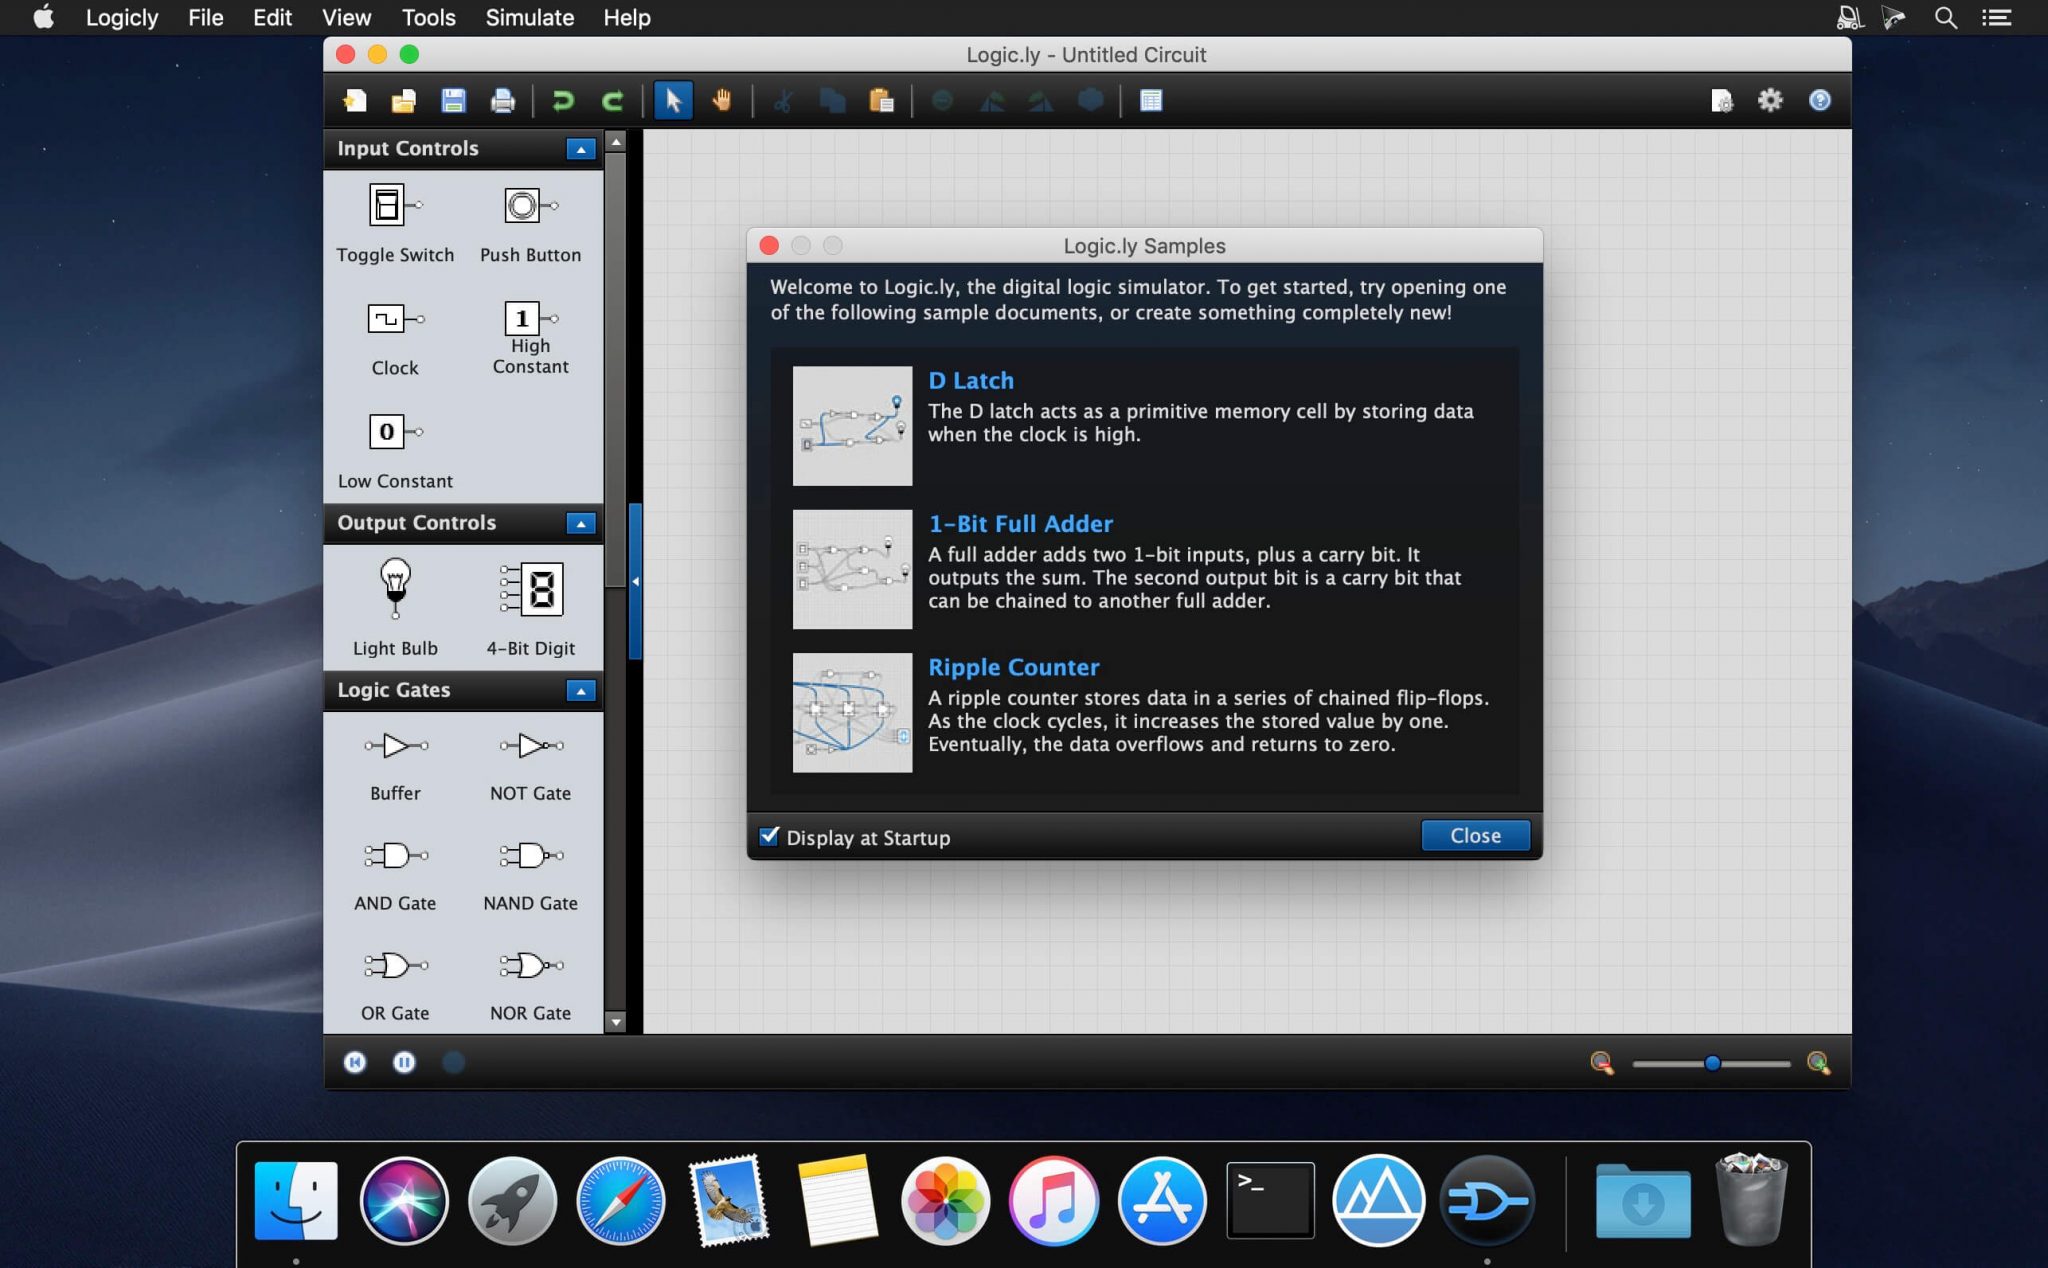 Logicly File Edit View Tools Simulate Help
Logic.ly - Untitled Circuit
Input Controls
Toggle Switch Push Button
1
Clock High
Constant
0
Low Constant
Output Controls
8
Light Bulb 4-Bit Digit
Logic Gates
Buffer NOT Gate
AND Gate NAND Gate
OR Gate NOR Gate
Logic.ly Samples
Welcome to Logic.ly, the digital logic simulator. To get started, try opening one
of the following sample documents, or create something completely new!
D Latch
The D latch acts as a primitive memory cell by storing data
when the clock is high.
1-Bit Full Adder
A full adder adds two 1-bit inputs, plus a carry bit. It
outputs the sum. The second output bit is a carry bit that
can be chained to another full adder.
Ripple Counter
A ripple counter stores data in a series of chained flip-flops.
As the clock cycles, it increases the stored value by one.
Eventually, the data overflows and returns to zero.
Display at Startup Close
>_